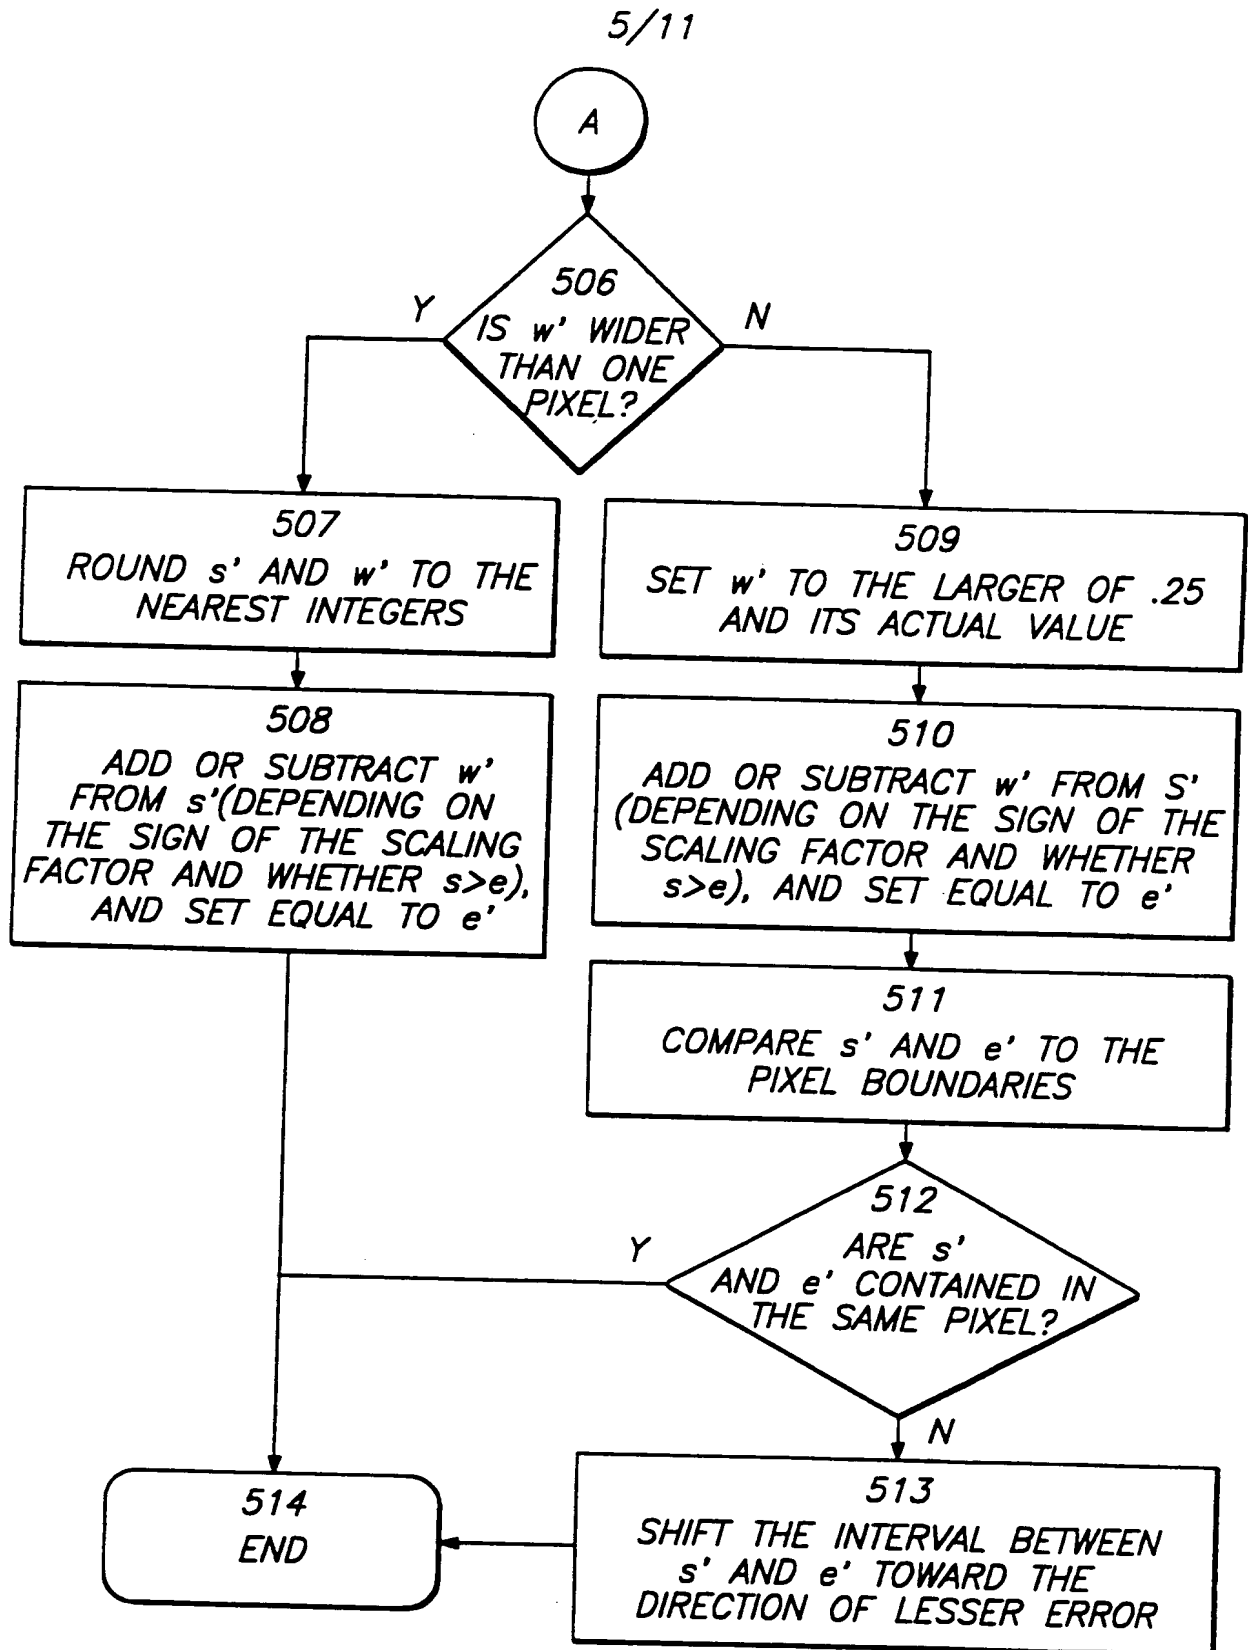 5/11
A
506
IS w' WIDER
THAN ONE
PIXEL?
Y
N
507
ROUND s' AND w' TO THE
NEAREST INTEGERS
509
SET w' TO THE LARGER OF .25
AND ITS ACTUAL VALUE
508
ADD OR SUBTRACT w'
FROM s'(DEPENDING ON
THE SIGN OF THE SCALING
FACTOR AND WHETHER s>e),
AND SET EQUAL TO e'
510
ADD OR SUBTRACT w' FROM S'
(DEPENDING ON THE SIGN OF THE
SCALING FACTOR AND WHETHER
s>e), AND SET EQUAL TO e'
511
COMPARE s' AND e' TO THE
PIXEL BOUNDARIES
512
ARE s'
AND e' CONTAINED IN
THE SAME PIXEL?
Y
N
513
SHIFT THE INTERVAL BETWEEN
s' AND e' TOWARD THE
DIRECTION OF LESSER ERROR
514
END